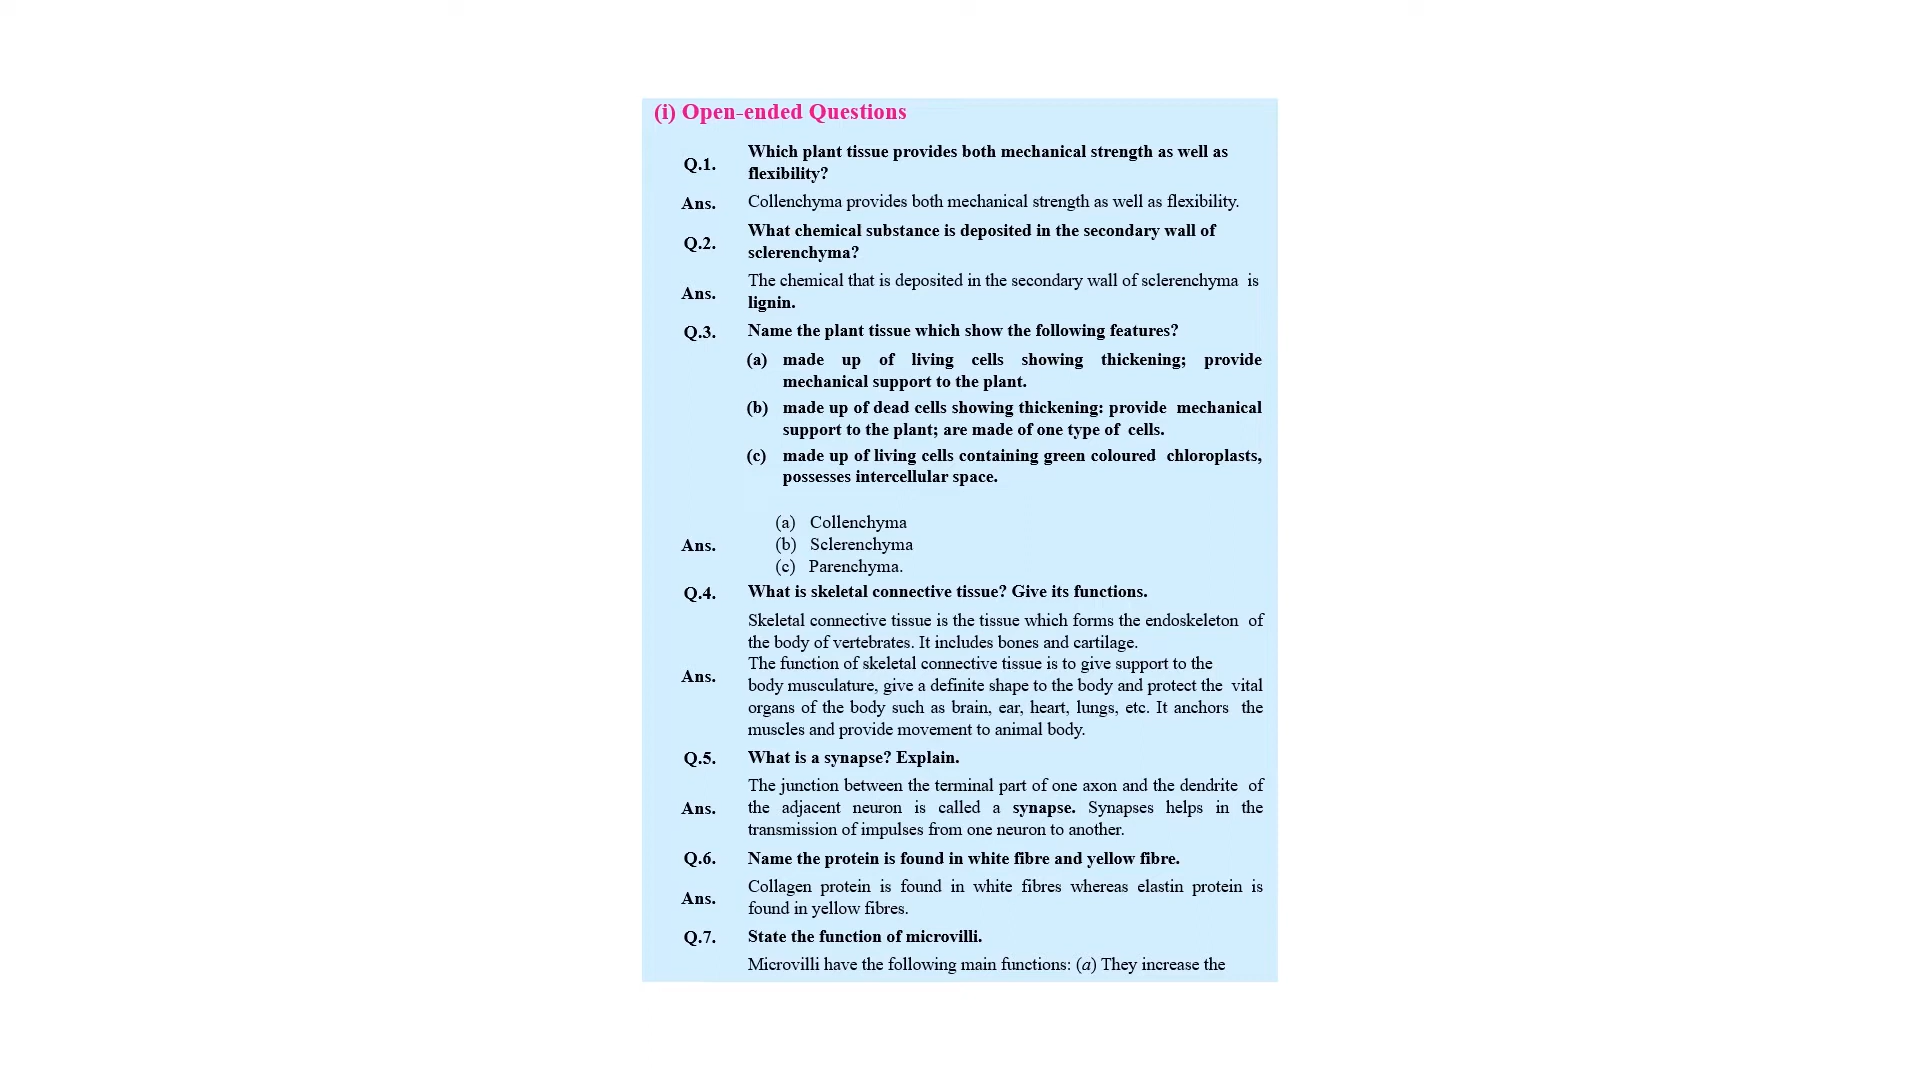 (i) Open-ended Questions
Q.1. Which plant tissue provides both mechanical strength as well as
flexibility?
Ans. Collenchyma provides both mechanical strength as well as flexibility.
Q.2. What chemical substance is deposited in the secondary wall of
sclerenchyma?
Ans. The chemical that is deposited in the secondary wall of sclerenchyma is
lignin.
Q.3. Name the plant tissue which show the following features?
(a) made up of living cells showing thickening; provide
mechanical support to the plant.
(b) made up of dead cells showing thickening: provide mechanical
support to the plant; are made of one type of cells.
(c) made up of living cells containing green coloured chloroplasts,
possesses intercellular space.
(a) Collenchyma
Ans. (b) Sclerenchyma
(c) Parenchyma.
Q.4. What is skeletal connective tissue? Give its functions.
Skeletal connective tissue is the tissue which forms the endoskeleton of
the body of vertebrates. It includes bones and cartilage.
The function of skeletal connective tissue is to give support to the
Ans. body musculature, give a definite shape to the body and protect the vital
organs of the body such as brain, ear, heart, lungs, etc. It anchors the
muscles and provide movement to animal body.
Q.5. What is a synapse? Explain.
The junction between the terminal part of one axon and the dendrite of
Ans. the adjacent neuron is called a synapse. Synapses helps in the
transmission of impulses from one neuron to another.
Q.6. Name the protein is found in white fibre and yellow fibre.
Ans. Collagen protein is found in white fibres whereas elastin protein is
found in yellow fibres.
Q.7. State the function of microvilli.
Microvilli have the following main functions: (a) They increase the